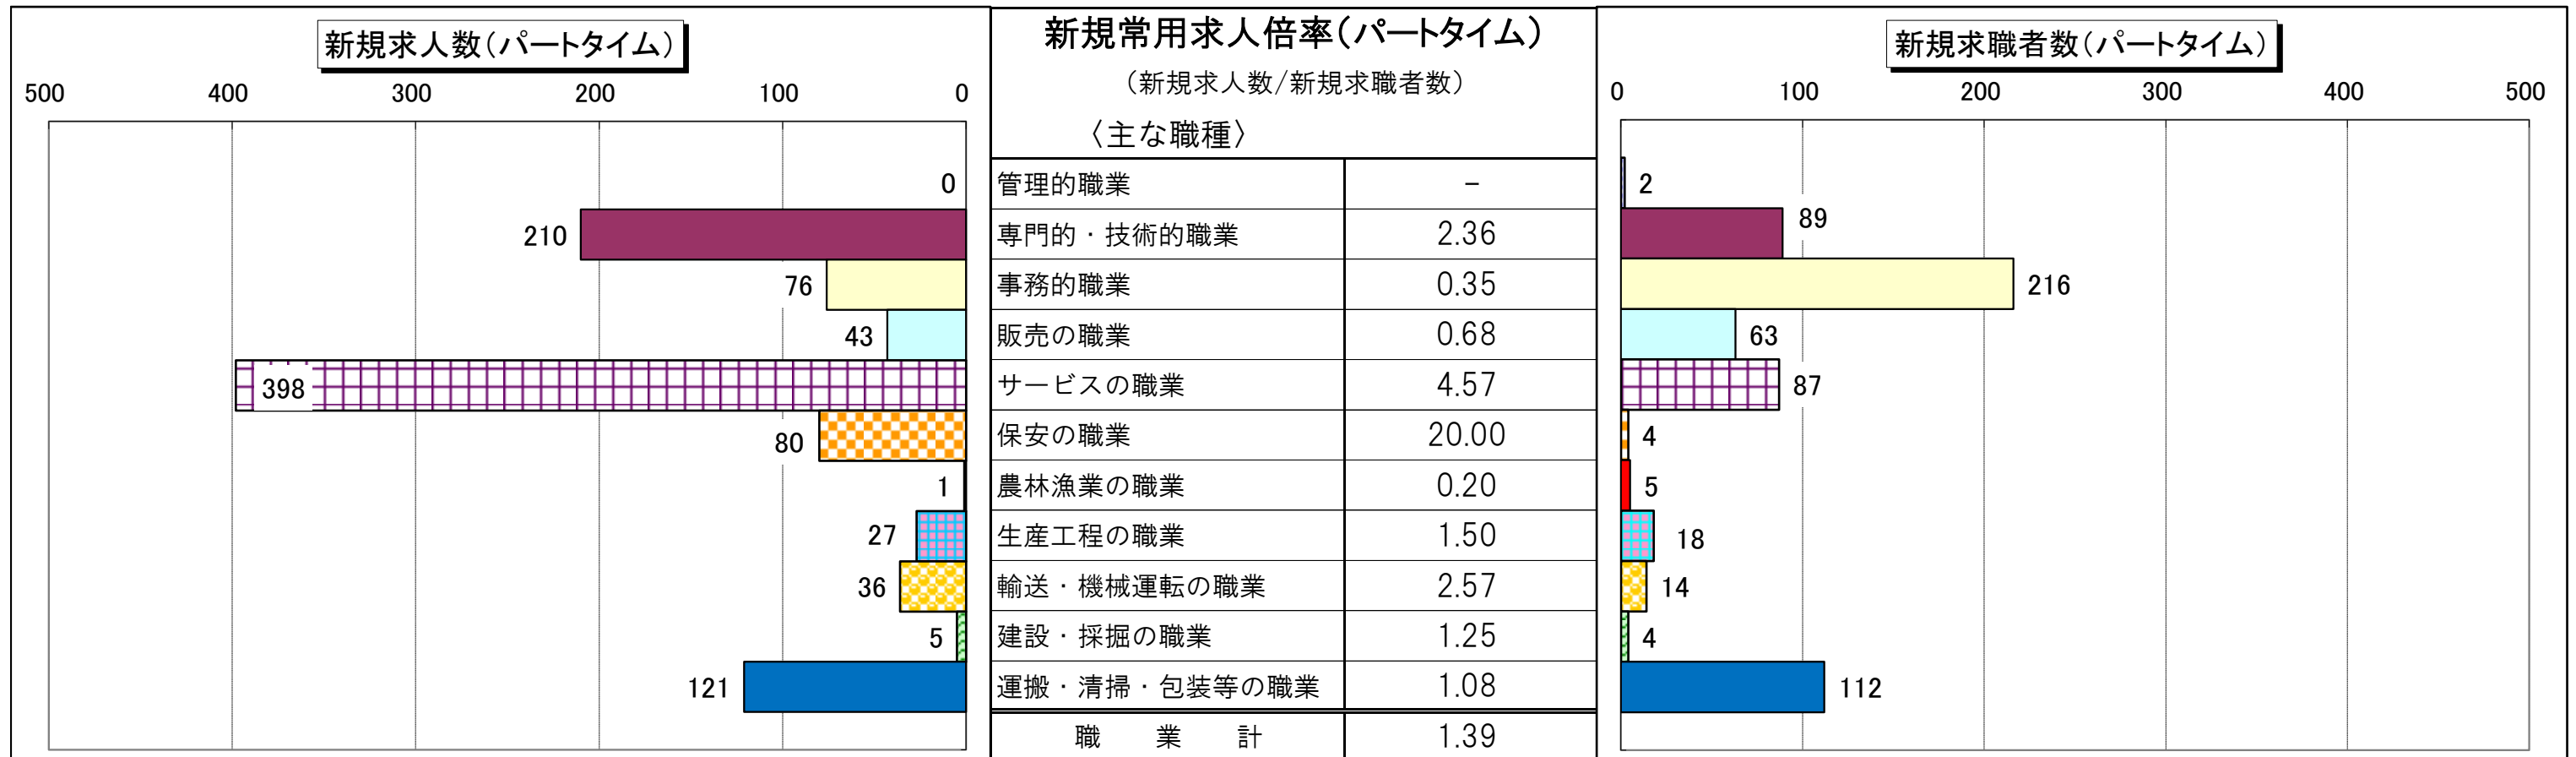 新規求人数(パートタイム)
500 400 300 200 100 0
0
210
76
43
398
80
1
27
36
5
121
新規常用求人倍率(パートタイム)
(新規求人数/新規求職者数)
〈主な職種〉
管理的職業 -
専門的・技術的職業 2.36
事務的職業 0.35
販売の職業 0.68
サービスの職業 4.57
保安の職業 20.00
農林漁業の職業 0.20
生産工程の職業 1.50
輸送・機械運転の職業 2.57
建設・採掘の職業 1.25
運搬・清掃・包装等の職業 1.08
職 業 計 1.39
新規求職者数(パートタイム)
0 100 200 300 400 500
2
89
216
63
87
4
5
18
14
4
112